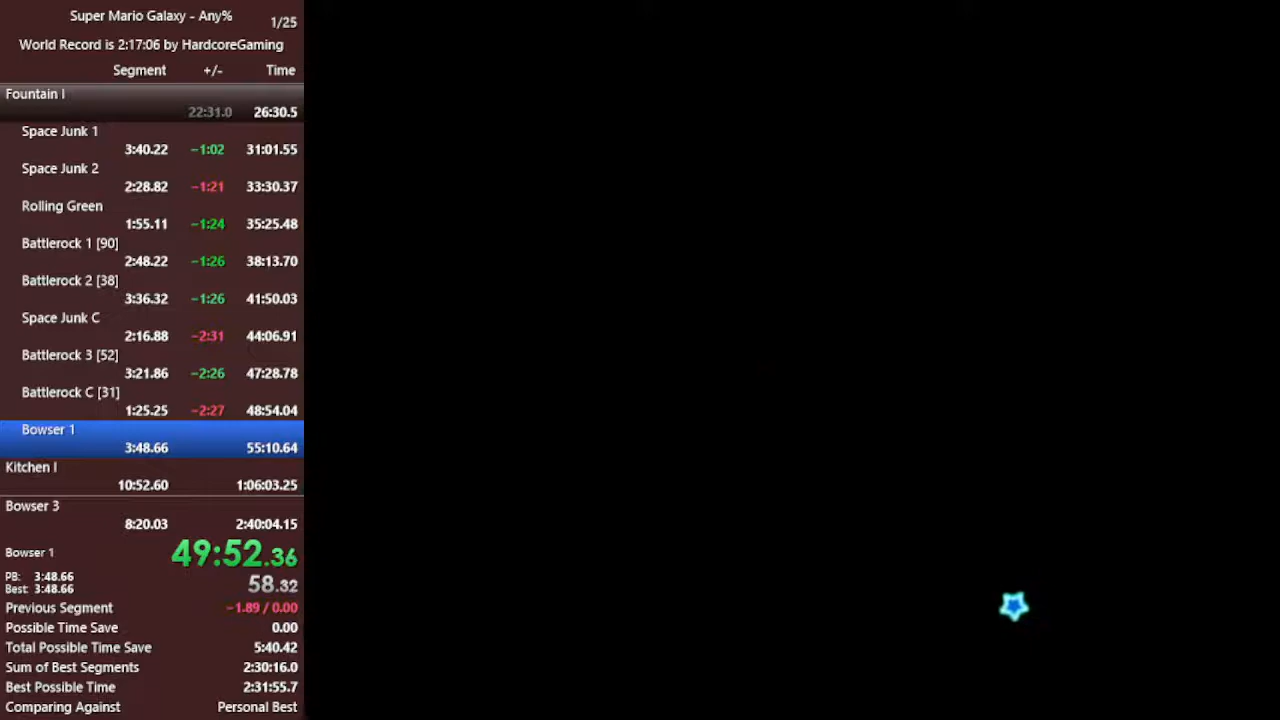 Super Mario Galaxy - Any%
1/25
World Record is 2:17:06 by HardcoreGaming
Segment +/- Time
Fountain I
22:31.0 26:30.5
Space Junk 1
3:40.22 −1:02 31:01.55
Space Junk 2
2:28.82 −1:21 33:30.37
Rolling Green
1:55.11 −1:24 35:25.48
Battlerock 1 [90]
2:48.22 −1:26 38:13.70
Battlerock 2 [38]
3:36.32 −1:26 41:50.03
Space Junk C
2:16.88 −2:31 44:06.91
Battlerock 3 [52]
3:21.86 −2:26 47:28.78
Battlerock C [31]
1:25.25 −2:27 48:54.04
Bowser 1
3:48.66 55:10.64
Kitchen I
10:52.60 1:06:03.25
Bowser 3
8:20.03 2:40:04.15
Bowser 1 49:52.36
PB: 3:48.66
Best: 3:48.66 58.32
Previous Segment −1.89 / 0.00
Possible Time Save 0.00
Total Possible Time Save 5:40.42
Sum of Best Segments 2:30:16.0
Best Possible Time 2:31:55.7
Comparing Against Personal Best